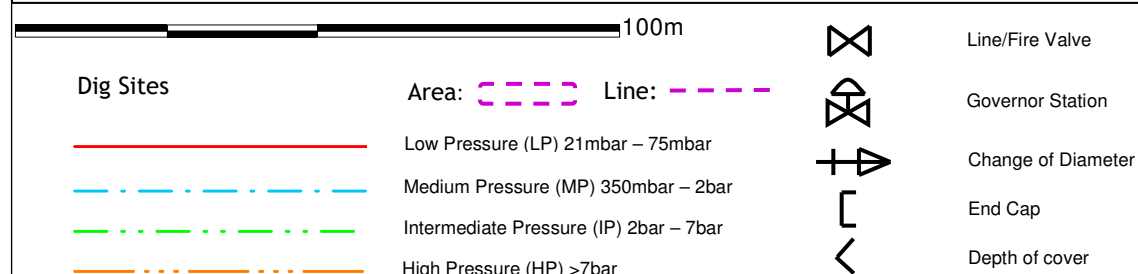 100m
Dig Sites
Area:
Line:
Low Pressure (LP) 21mbar – 75mbar
Medium Pressure (MP) 350mbar – 2bar
Intermediate Pressure (IP) 2bar – 7bar
High Pressure (HP) >7bar
Line/Fire Valve
Governor Station
Change of Diameter
End Cap
Depth of cover